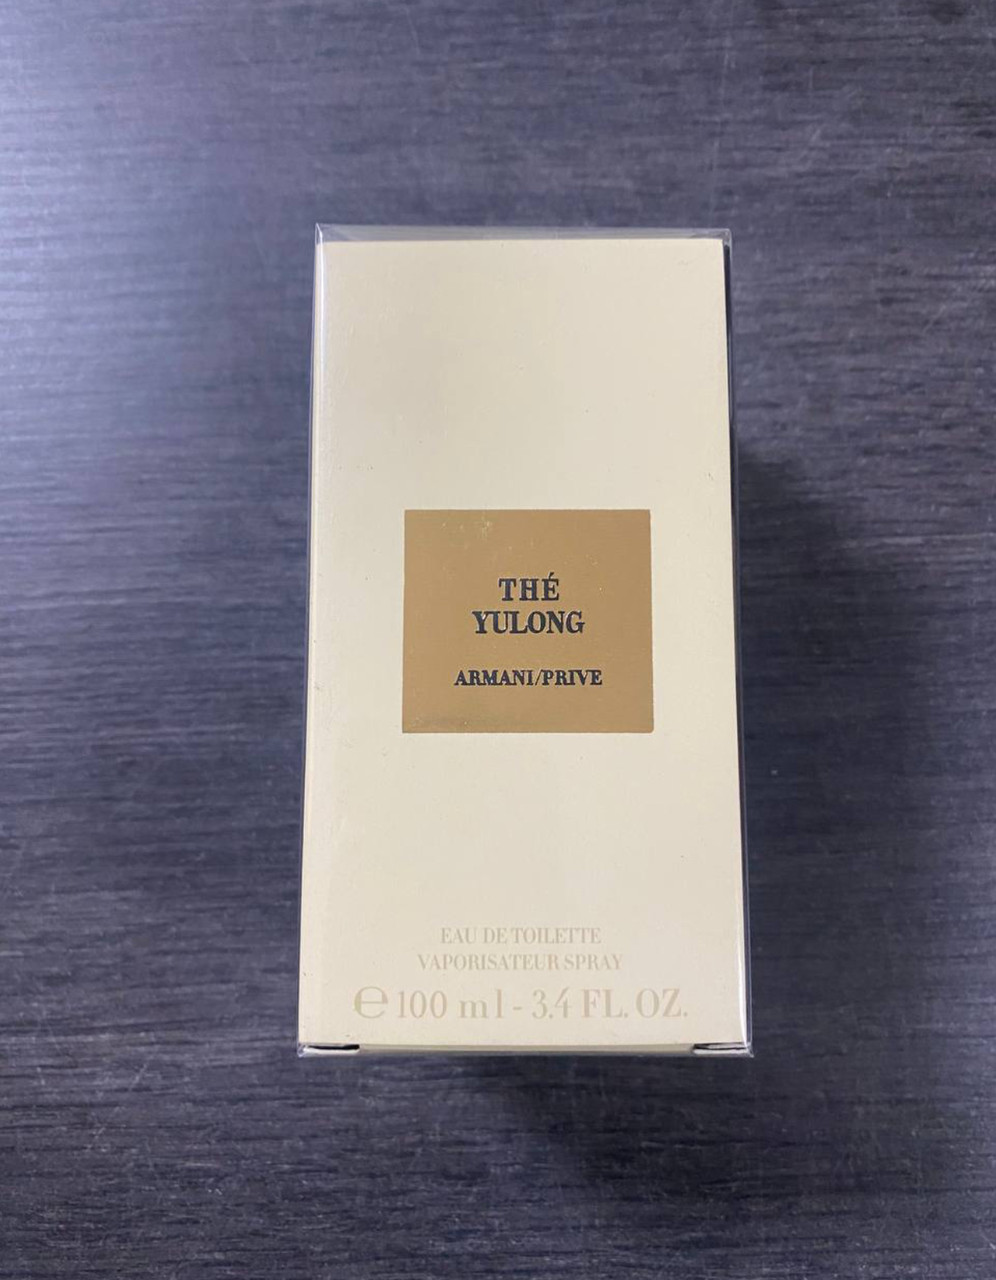 THÉ
YULONG
ARMANI/PRIVE
EAU DE TOILETTE
VAPORISATEUR SPRAY
℮ 100 ml - 3.4 FL. OZ.